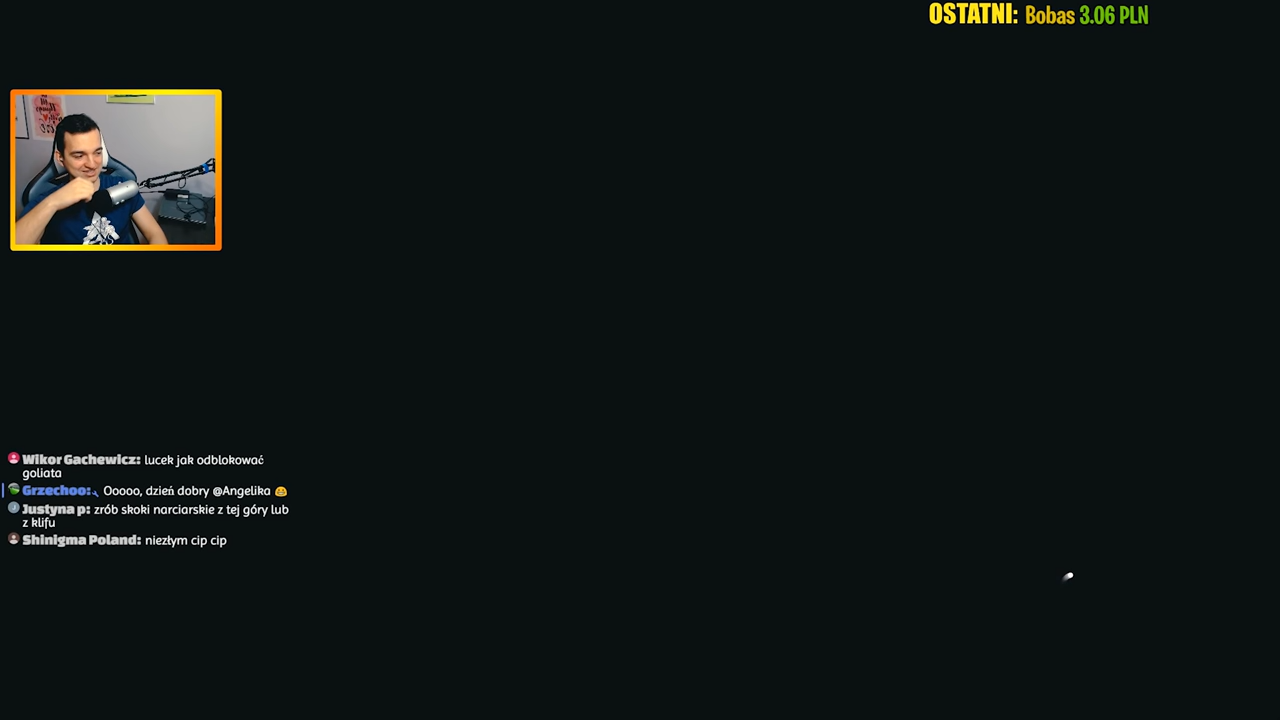 OSTATNI: Bobas 3.06 PLN
Wikor Gachewicz: lucek jak odblokować
goliata
Grzechoo: Ooooo, dzień dobry @Angelika
Justyna p: zrób skoki narciarskie z tej góry lub
z klifu
Shinigma Poland: niezłym cip cip